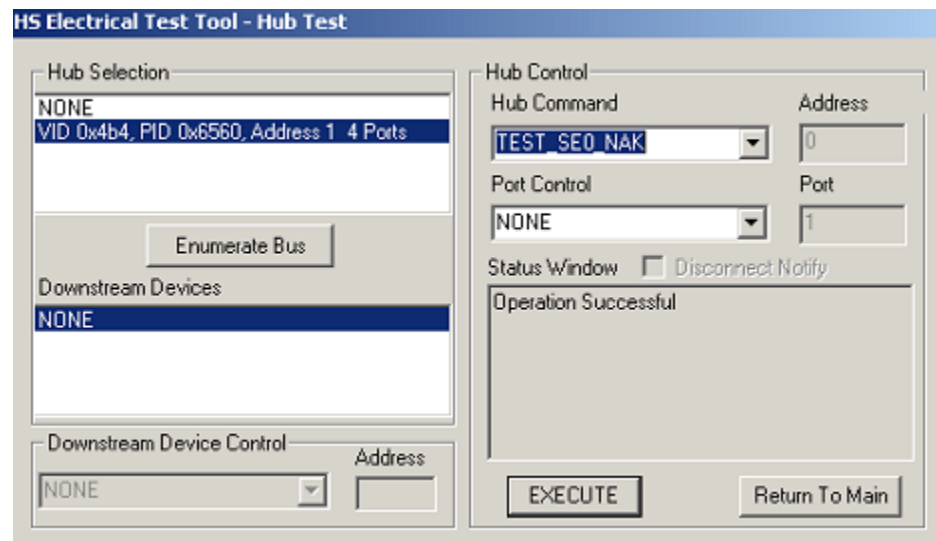 HS Electrical Test Tool - Hub Test
Hub Selection
NONE
VID 0x4b4, PID 0x6560, Address 1 4 Ports
Enumerate Bus
Downstream Devices
NONE
Downstream Device Control
Address
NONE
Hub Control
Hub Command
Address
TEST_SE0_NAK
0
Port Control
Port
NONE
1
Status Window
Disconnect Notify
Operation Successful
EXECUTE
Return To Main